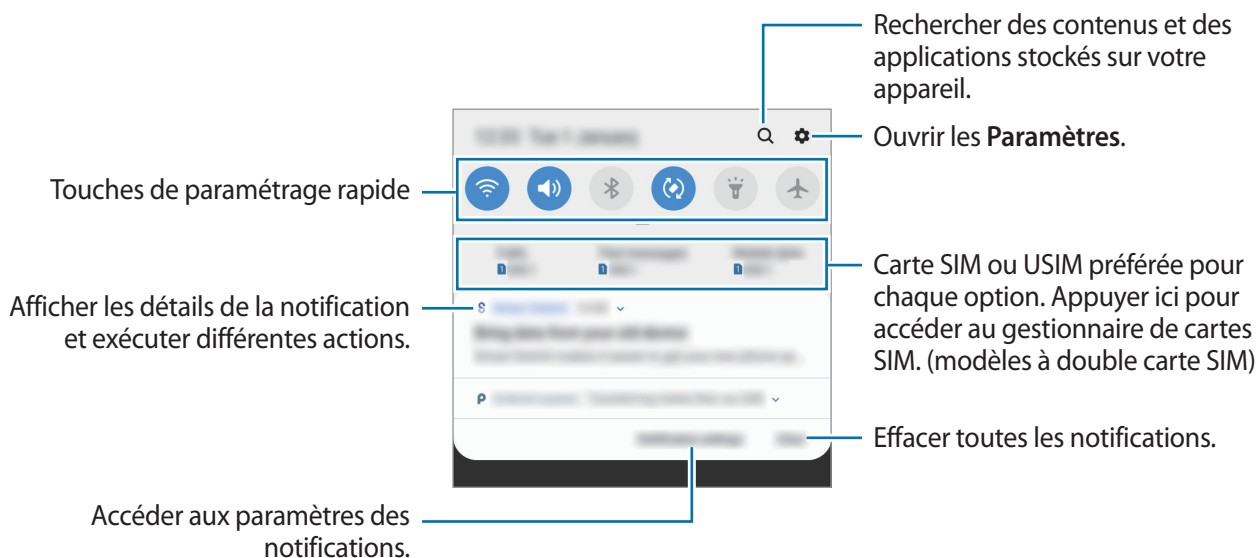 Rechercher des contenus et des
applications stockés sur votre
appareil.
Ouvrir les Paramètres.
Touches de paramétrage rapide
Carte SIM ou USIM préférée pour
chaque option. Appuyer ici pour
accéder au gestionnaire de cartes
SIM. (modèles à double carte SIM)
Afficher les détails de la notification
et exécuter différentes actions.
Effacer toutes les notifications.
Accéder aux paramètres des
notifications.